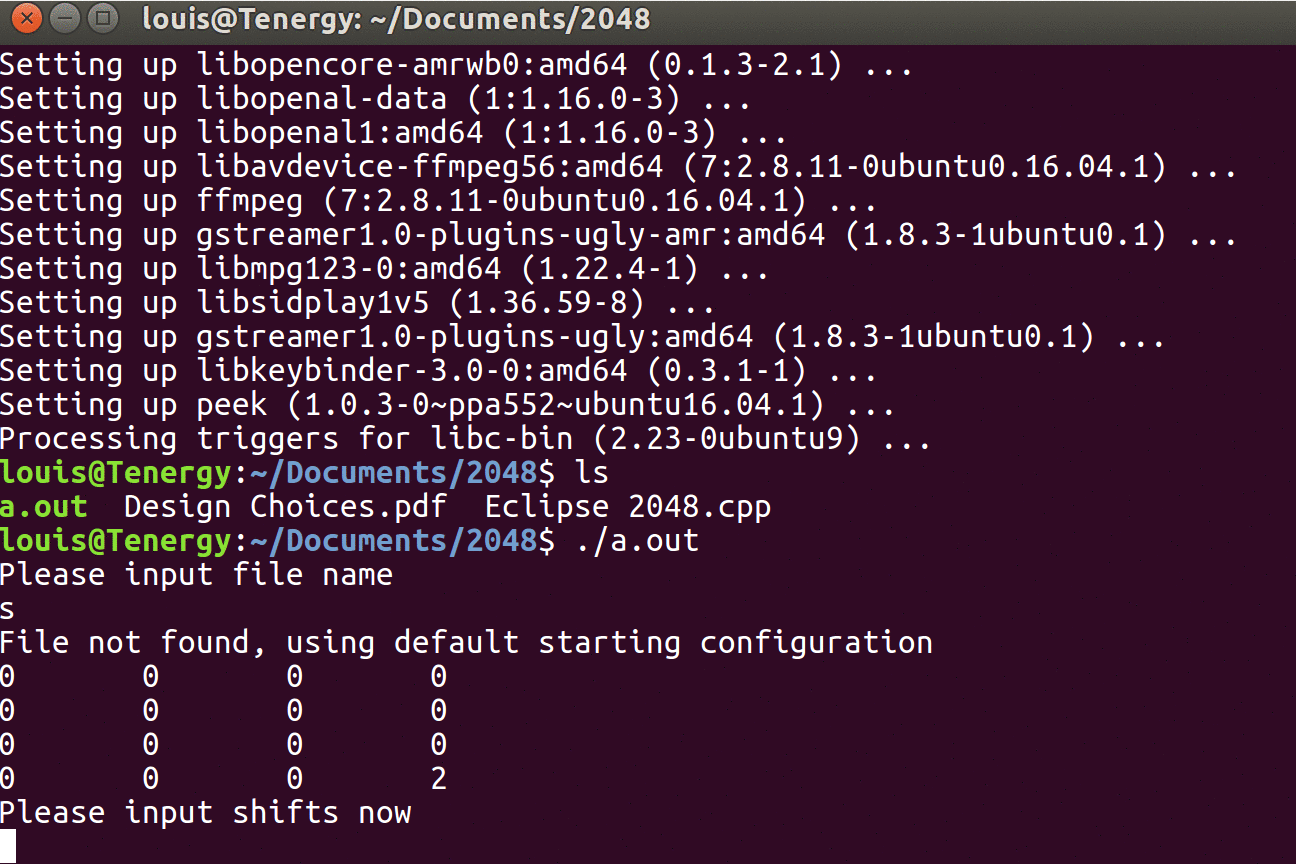 louis@Tenergy: ~/Documents/2048
Setting up libopencore-amrwb0:amd64 (0.1.3-2.1) ...
Setting up libopenal-data (1:1.16.0-3) ...
Setting up libopenal1:amd64 (1:1.16.0-3) ...
Setting up libavdevice-ffmpeg56:amd64 (7:2.8.11-0ubuntu0.16.04.1) ...
Setting up ffmpeg (7:2.8.11-0ubuntu0.16.04.1) ...
Setting up gstreamer1.0-plugins-ugly-amr:amd64 (1.8.3-1ubuntu0.1) ...
Setting up libmpg123-0:amd64 (1.22.4-1) ...
Setting up libsidplay1v5 (1.36.59-8) ...
Setting up gstreamer1.0-plugins-ugly:amd64 (1.8.3-1ubuntu0.1) ...
Setting up libkeybinder-3.0-0:amd64 (0.3.1-1) ...
Setting up peek (1.0.3-0~ppa552~ubuntu16.04.1) ...
Processing triggers for libc-bin (2.23-0ubuntu9) ...
louis@Tenergy:~/Documents/2048$ ls
a.out  Design Choices.pdf  Eclipse 2048.cpp
louis@Tenergy:~/Documents/2048$ ./a.out
Please input file name
s
File not found, using default starting configuration
0       0       0       0
0       0       0       0
0       0       0       0
0       0       0       2
Please input shifts now